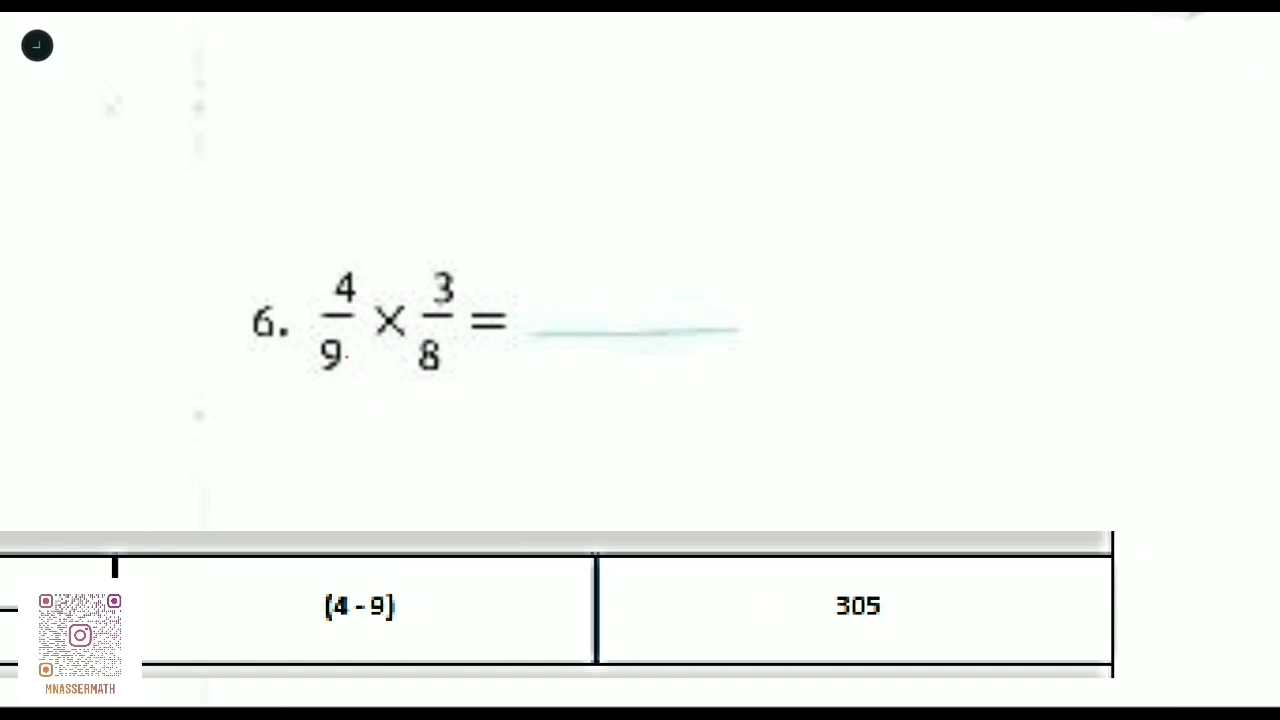 6. 4/9 × 3/8 =
(4 - 9) 305
MNASSERMATH